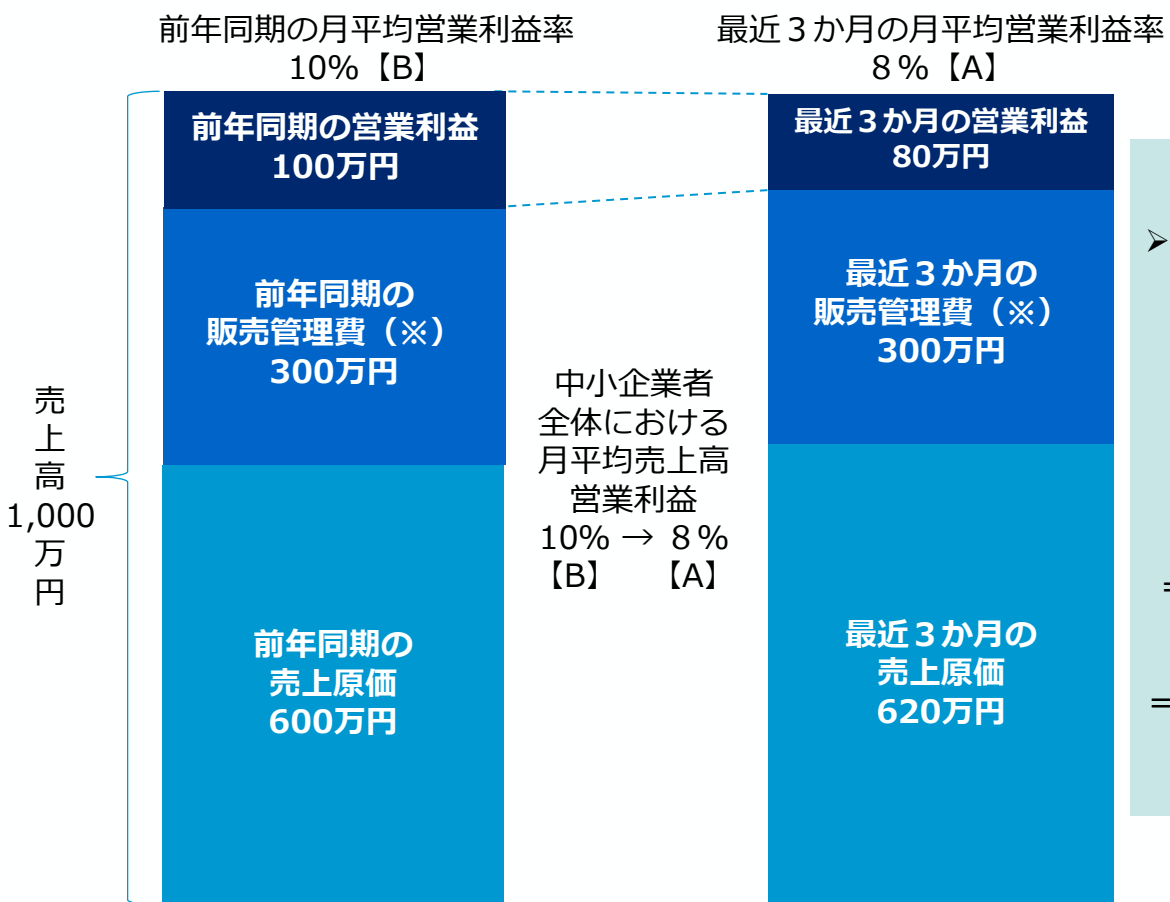 前年同期の月平均営業利益率
10%【B】
最近３か月の月平均営業利益率
８%【A】
前年同期の営業利益
100万円
最近３か月の営業利益
80万円
前年同期の
販売管理費（※）
300万円
最近３か月の
販売管理費（※）
300万円
売
上
高
1,000
万
円
中小企業者
全体における
月平均売上高
営業利益
10% → ８%
【B】 【A】
前年同期の
売上原価
600万円
最近３か月の
売上原価
620万円
➢
＝
＝